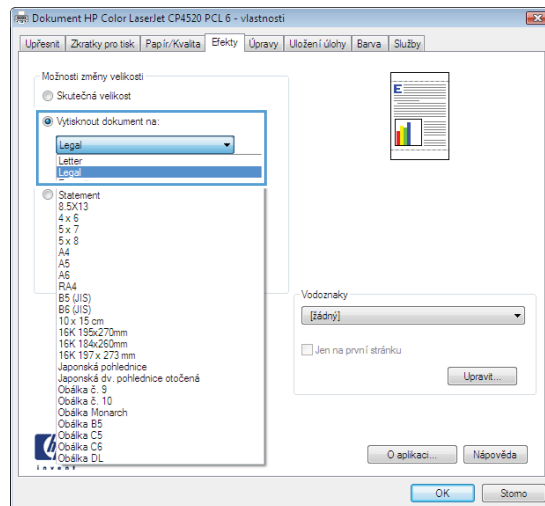 Dokument HP Color LaserJet CP4520 PCL 6 - vlastnosti
Upřesnit Zkratky pro tisk Papír/Kvalita Efekty Úpravy Uložení úlohy Barva Služby
Možnosti změny velikosti
Skutečná velikost
Vytisknout dokument na:
Legal
Letter
Legal
Statement
8.5X13
4 x 6
5 x 7
5 x 8
A4
A5
A6
RA4
B5 (JIS)
B6 (JIS)
10 x 15 cm
16K 195x270mm
16K 184x260mm
16K 197 x 273 mm
Japonská pohlednice
Japonská dv. pohlednice otočená
Obálka č. 9
Obálka č. 10
Obálka Monarch
Obálka B5
Obálka C5
Obálka C6
Obálka DL
E
Vodoznaky
[žádný]
Jen na první stránku
Upravit...
invent
O aplikaci... Nápověda
OK Storno